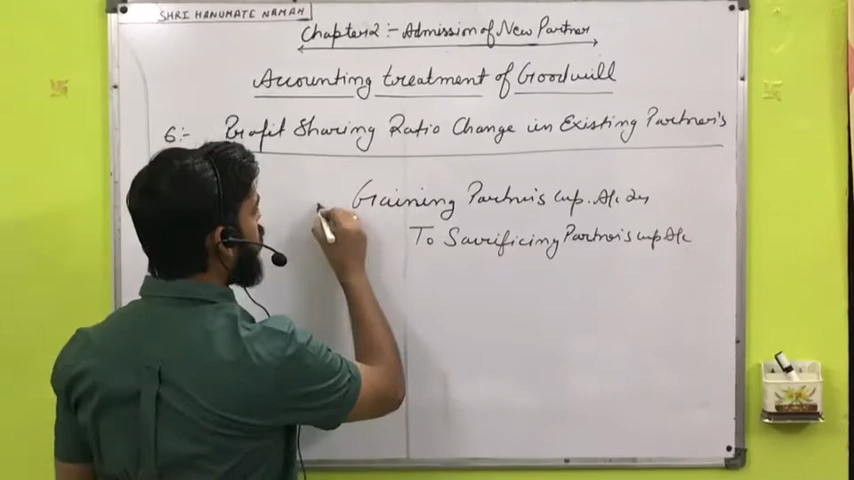 SHRI HANUMATE NAMAH
Chapter 2 :- Admission of New Partner
Accounting treatment of Goodwill
6:- Profit Sharing Ratio Change in Existing Partner's
Gaining Partner's cap. A/c Dr
To Sacrificing Partner's cap A/c